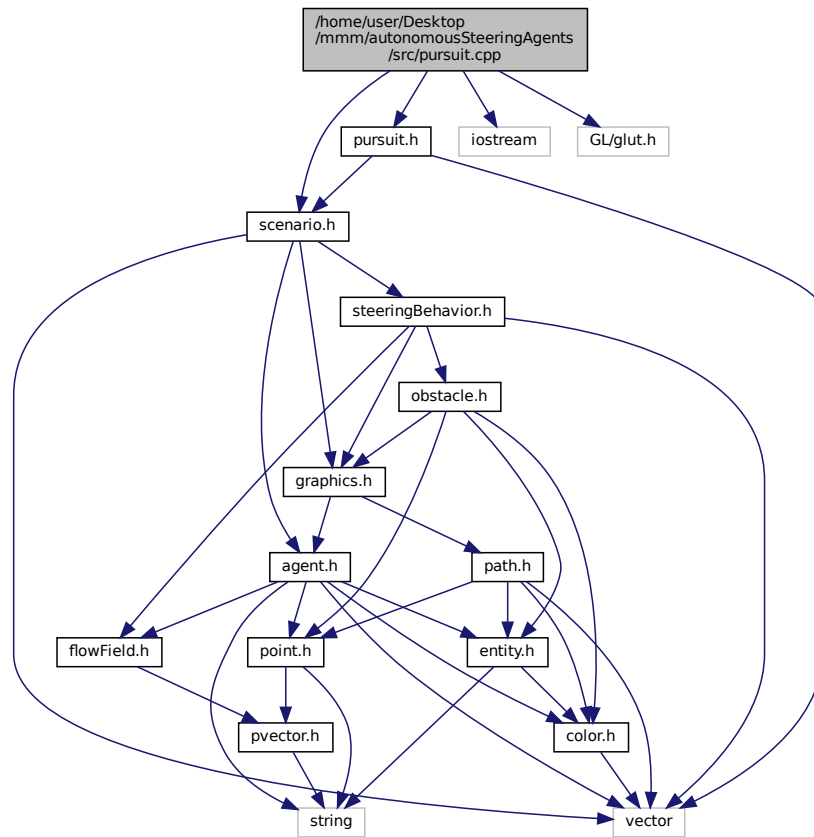 /home/user/Desktop
/mmm/autonomousSteeringAgents
/src/pursuit.cpp
pursuit.h
iostream
GL/glut.h
scenario.h
steeringBehavior.h
obstacle.h
graphics.h
agent.h
path.h
flowField.h
point.h
entity.h
pvector.h
color.h
string
vector